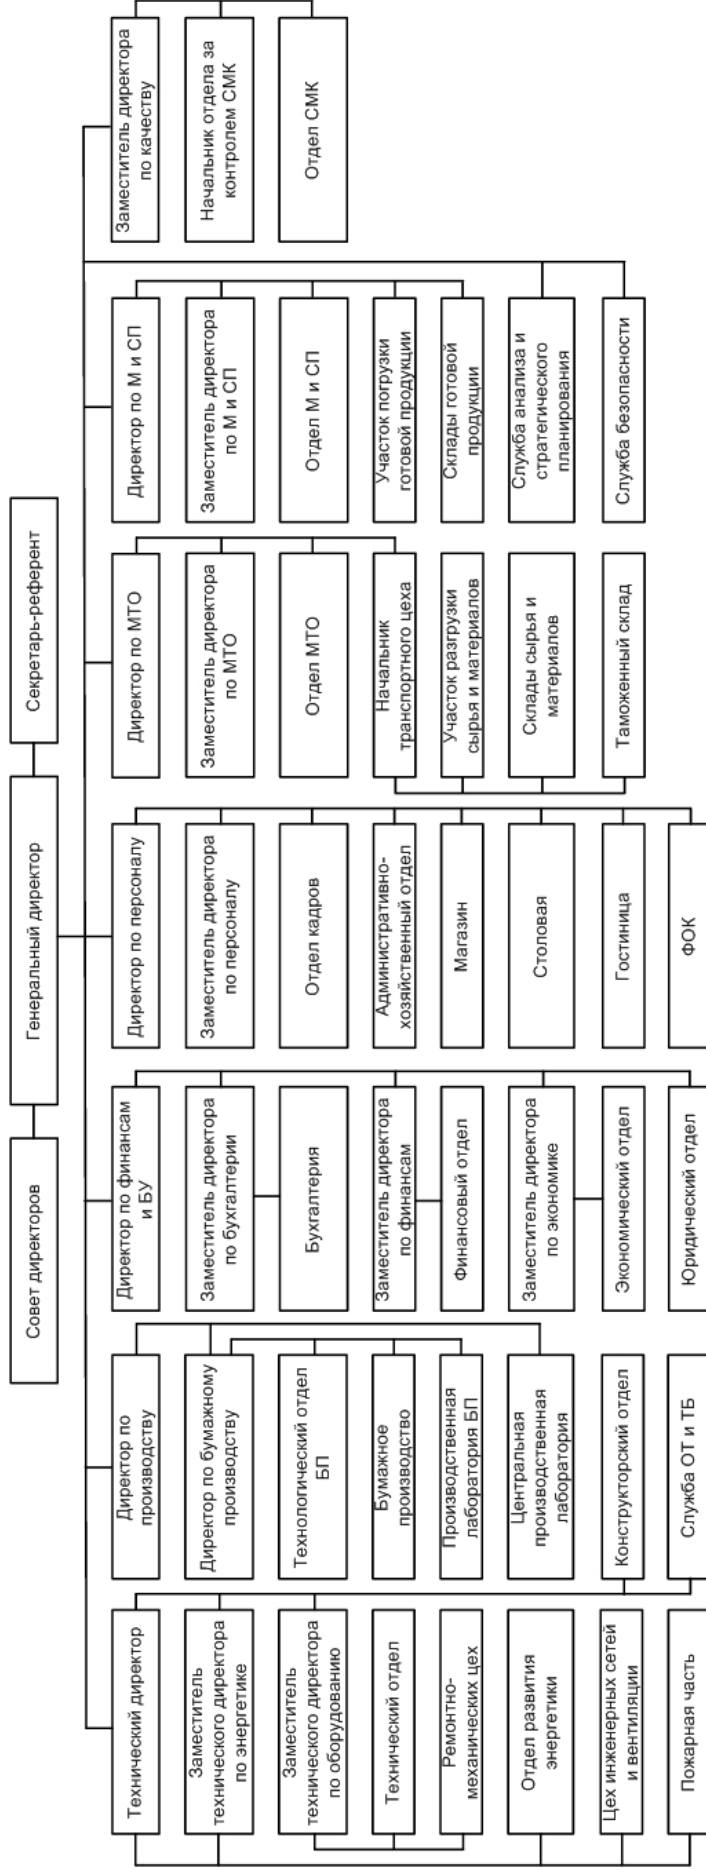 Совет директоров
Генеральный директор
Секретарь-референт
Технический директор
Заместитель
технического директора
по энергетике
Заместитель
технического директора
по оборудованию
Технический отдел
Ремонтно-
механических цех
Отдел развития
энергетики
Цех инженерных сетей
и вентиляции
Пожарная часть
Директор по
производству
Директор по бумажному
производству
Технологический отдел
БП
Бумажное
производство
Производственная
лаборатория БП
Центральная
производственная
лаборатория
Конструкторский отдел
Служба ОТ и ТБ
Директор по финансам
и БУ
Заместитель директора
по бухгалтерии
Бухгалтерия
Заместитель директора
по финансам
Финансовый отдел
Заместитель директора
по экономике
Экономический отдел
Юридический отдел
Директор по персоналу
Заместитель директора
по персоналу
Отдел кадров
Административно-
хозяйственный отдел
Магазин
Столовая
Гостиница
ФОК
Директор по МТО
Заместитель директора
по МТО
Отдел МТО
Начальник
транспортного цеха
Участок разгрузки
сырья и материалов
Склады сырья и
материалов
Таможенный склад
Директор по М и СП
Заместитель директора
по М и СП
Отдел М и СП
Участок погрузки
готовой продукции
Склады готовой
продукции
Служба анализа и
стратегического
планирования
Служба безопасности
Заместитель директора
по качеству
Начальник отдела за
контролем СМК
Отдел СМК